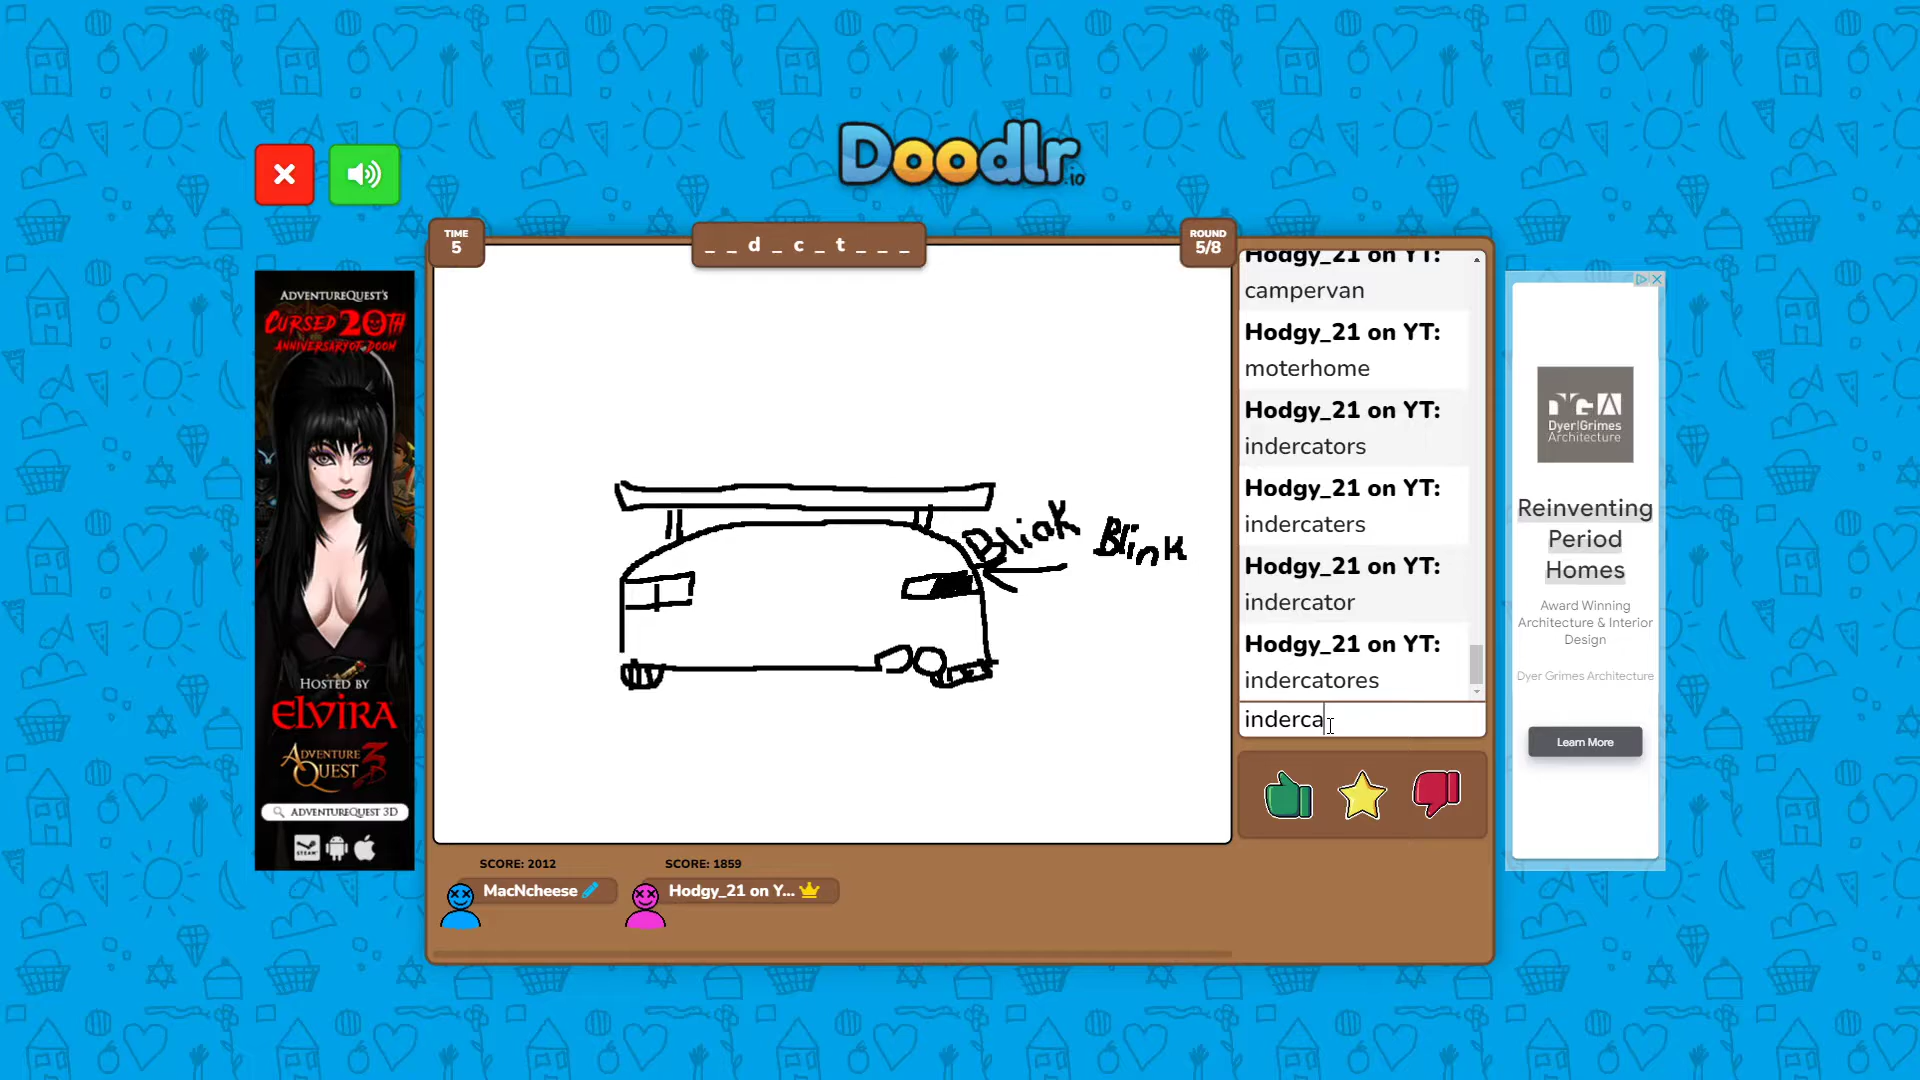 Doodlr.io
TIME
5
_ _ d _ c _ t _ _ _
ROUND
5/8
Hodgy_21 on YT:
campervan
Hodgy_21 on YT:
moterhome
Hodgy_21 on YT:
indercators
Hodgy_21 on YT:
indercaters
Hodgy_21 on YT:
indercator
Hodgy_21 on YT:
indercatores
inderca
Blink Blink
SCORE: 2012
MacNcheese
SCORE: 1859
Hodgy_21 on Y...
ADVENTUREQUEST'S
CURSED 20TH
ANNIVERSARY OF DOOM
HOSTED BY
ELVIRA
ADVENTURE
QUEST 3D
ADVENTUREQUEST 3D
STEAM
DGA
Dyer|Grimes
Architecture
Reinventing
Period
Homes
Award Winning
Architecture & Interior
Design
Dyer Grimes Architecture
Learn More